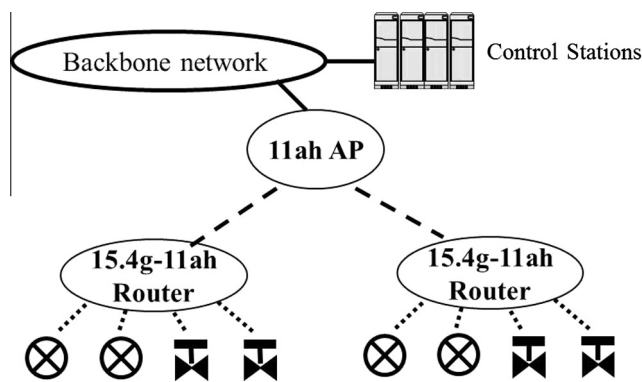 Backbone network
Control Stations
11ah AP
15.4g-11ah
Router
15.4g-11ah
Router